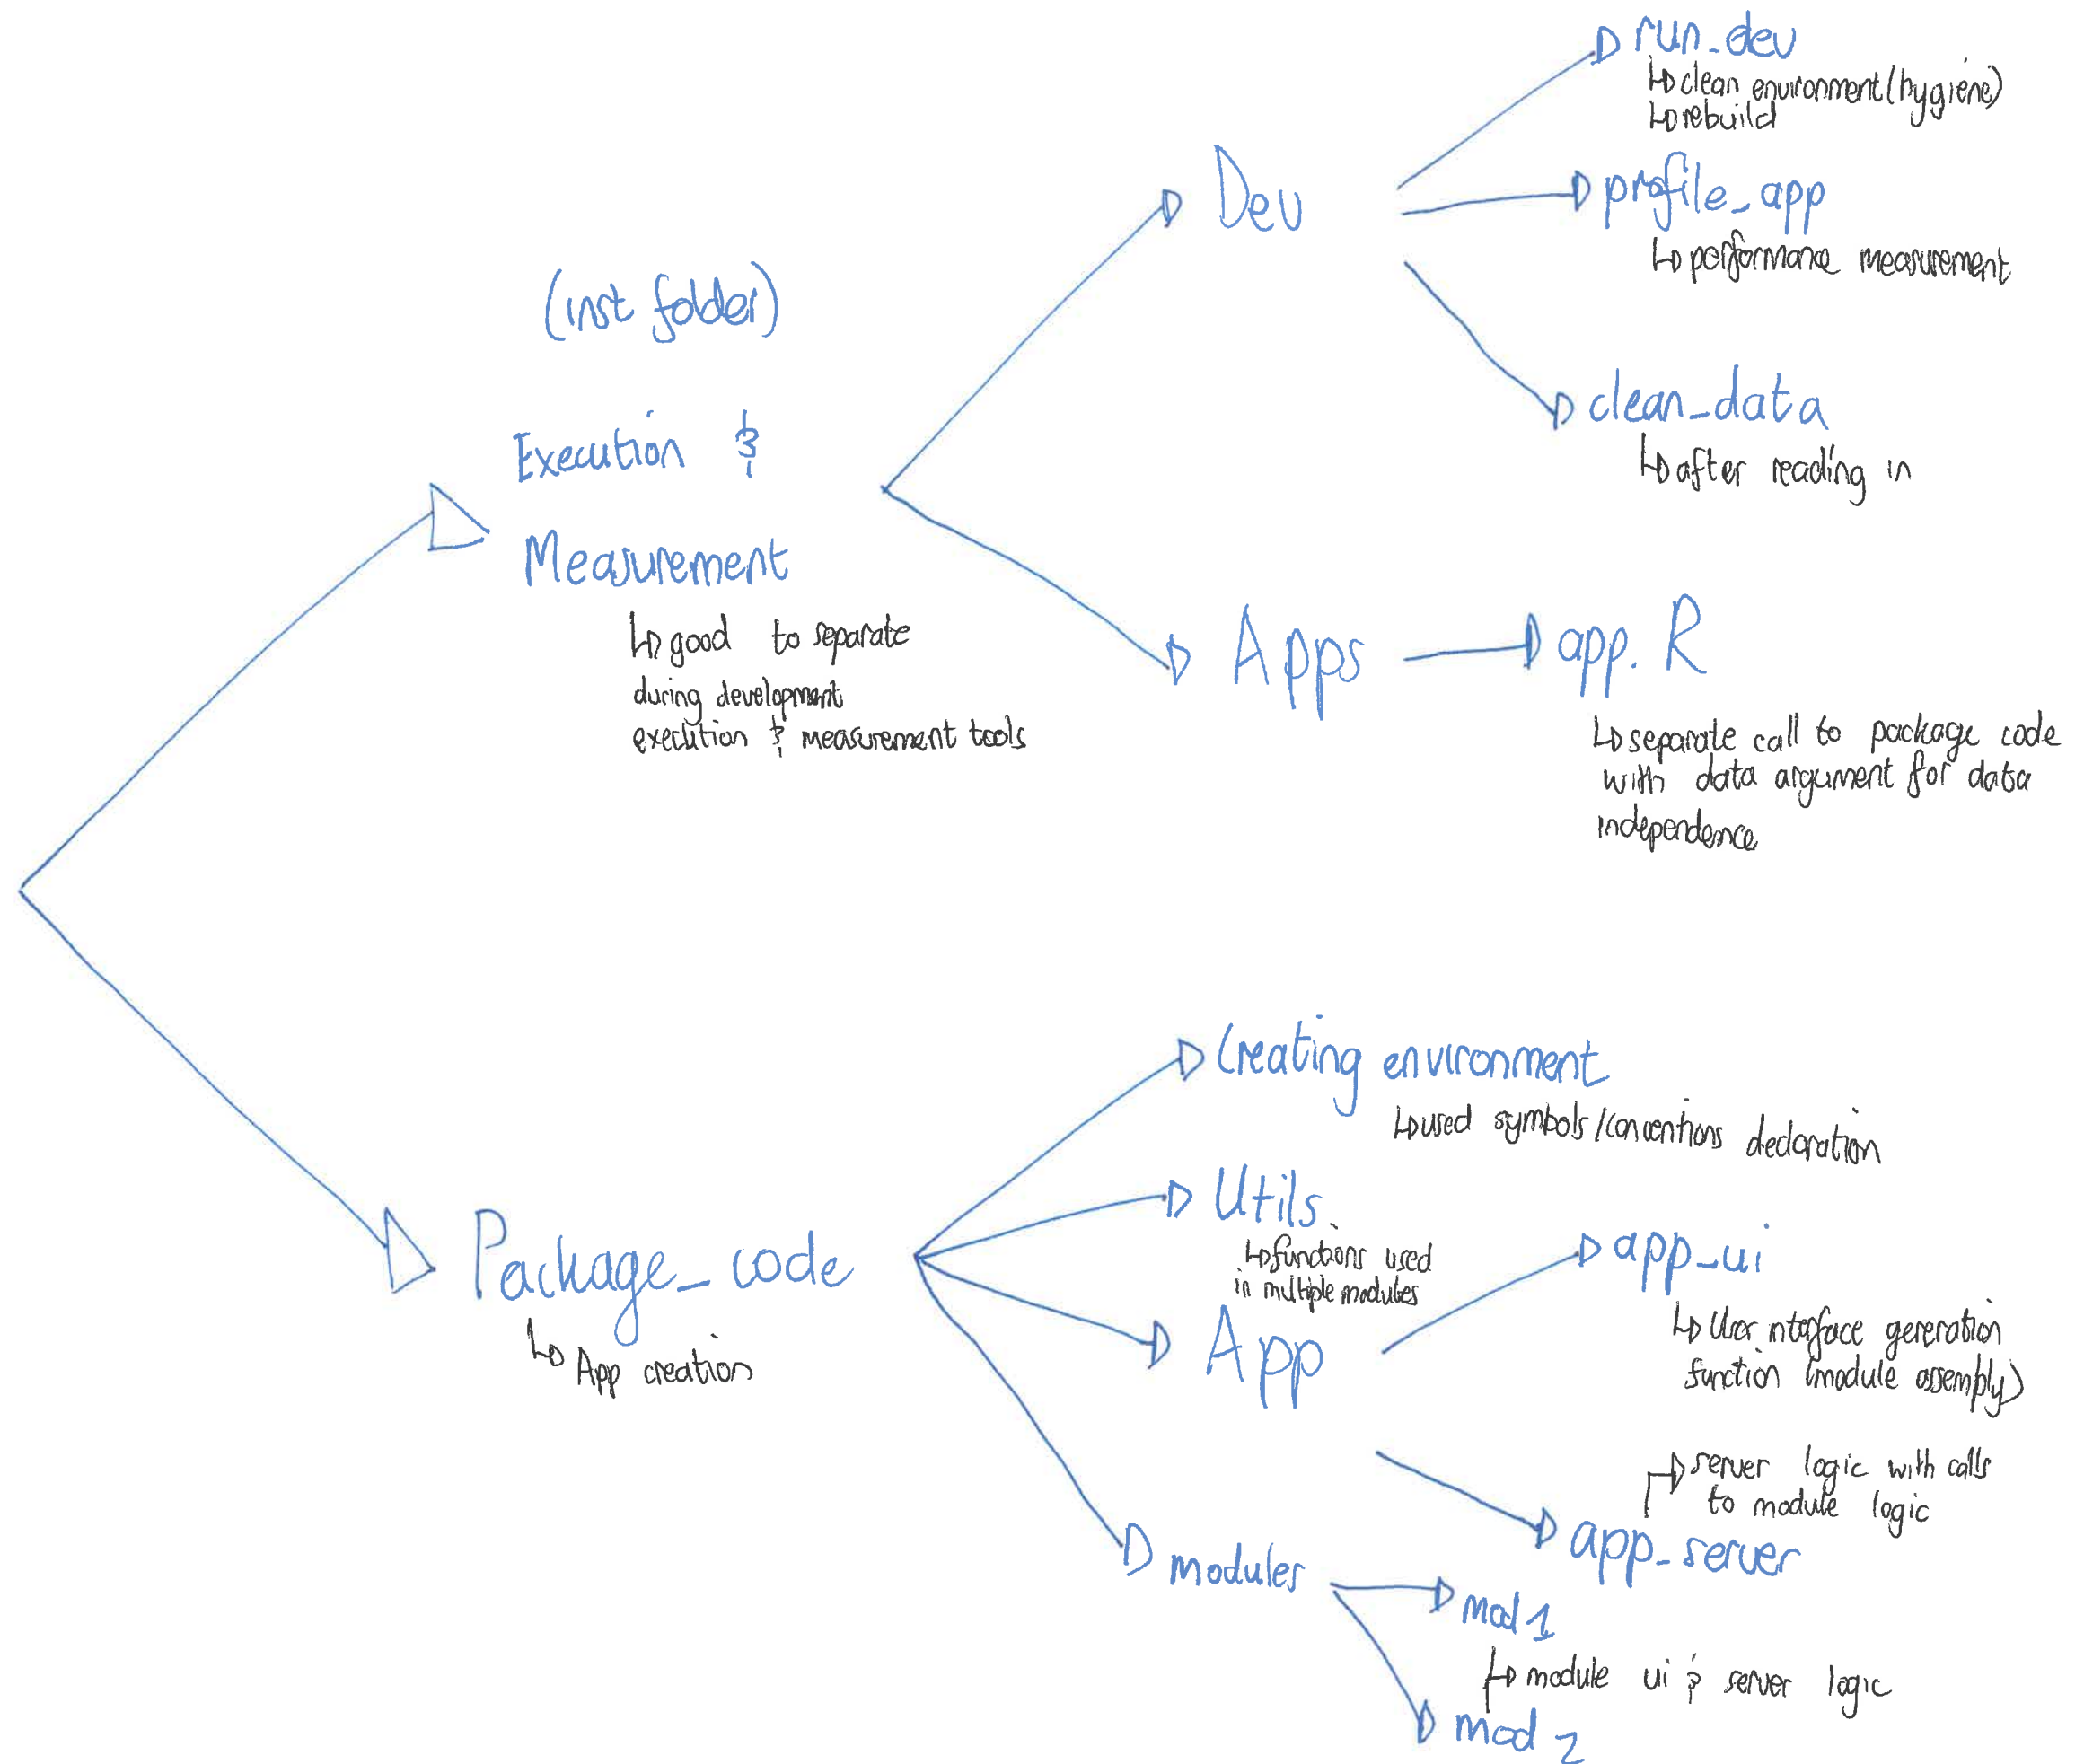 run_dev
clean environment (hygiene)
rebuild
profile_app
performance measurement
clean_data
after reading in
Dev
(inst folder)
Execution &
Measurement
good to separate
during development
execution & measurement tools
Apps
app.R
separate call to package code
with data argument for data
independence
Package_code
App creation
Creating environment
used symbols/conventions declaration
Utils
functions used
in multiple modules
App
app_ui
User nterface generation
function (module assembly)
server logic with calls
to module logic
app_server
modules
mod 1
module ui & server logic
mod 2